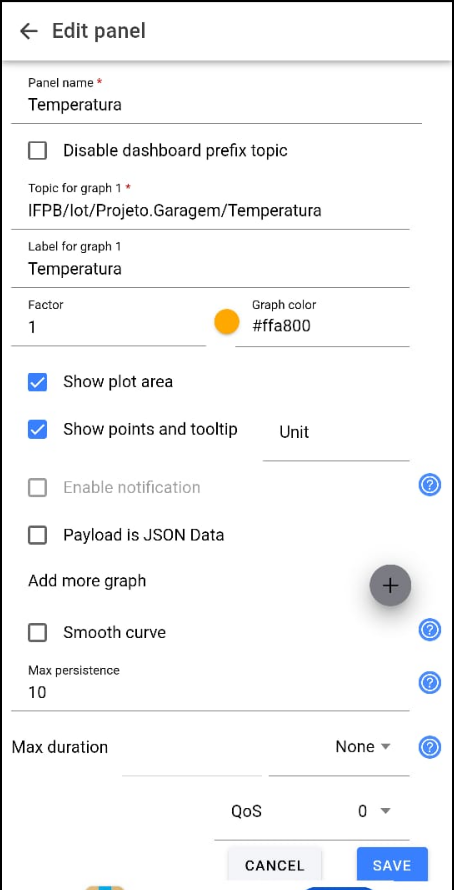 Edit panel
Panel name *
Temperatura
Disable dashboard prefix topic
Topic for graph 1 *
IFPB/Iot/Projeto.Garagem/Temperatura
Label for graph 1
Temperatura
Factor
1
Graph color
#ffa800
Show plot area
Show points and tooltip
Unit
Enable notification
Payload is JSON Data
Add more graph
Smooth curve
Max persistence
10
Max duration
None
QoS
0
CANCEL
SAVE